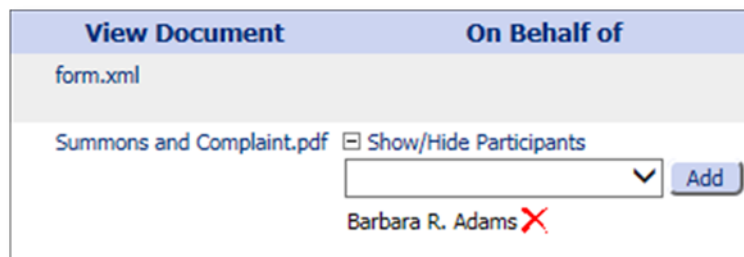 View Document On Behalf of
form.xml
Summons and Complaint.pdf Show/Hide Participants
Add
Barbara R. Adams